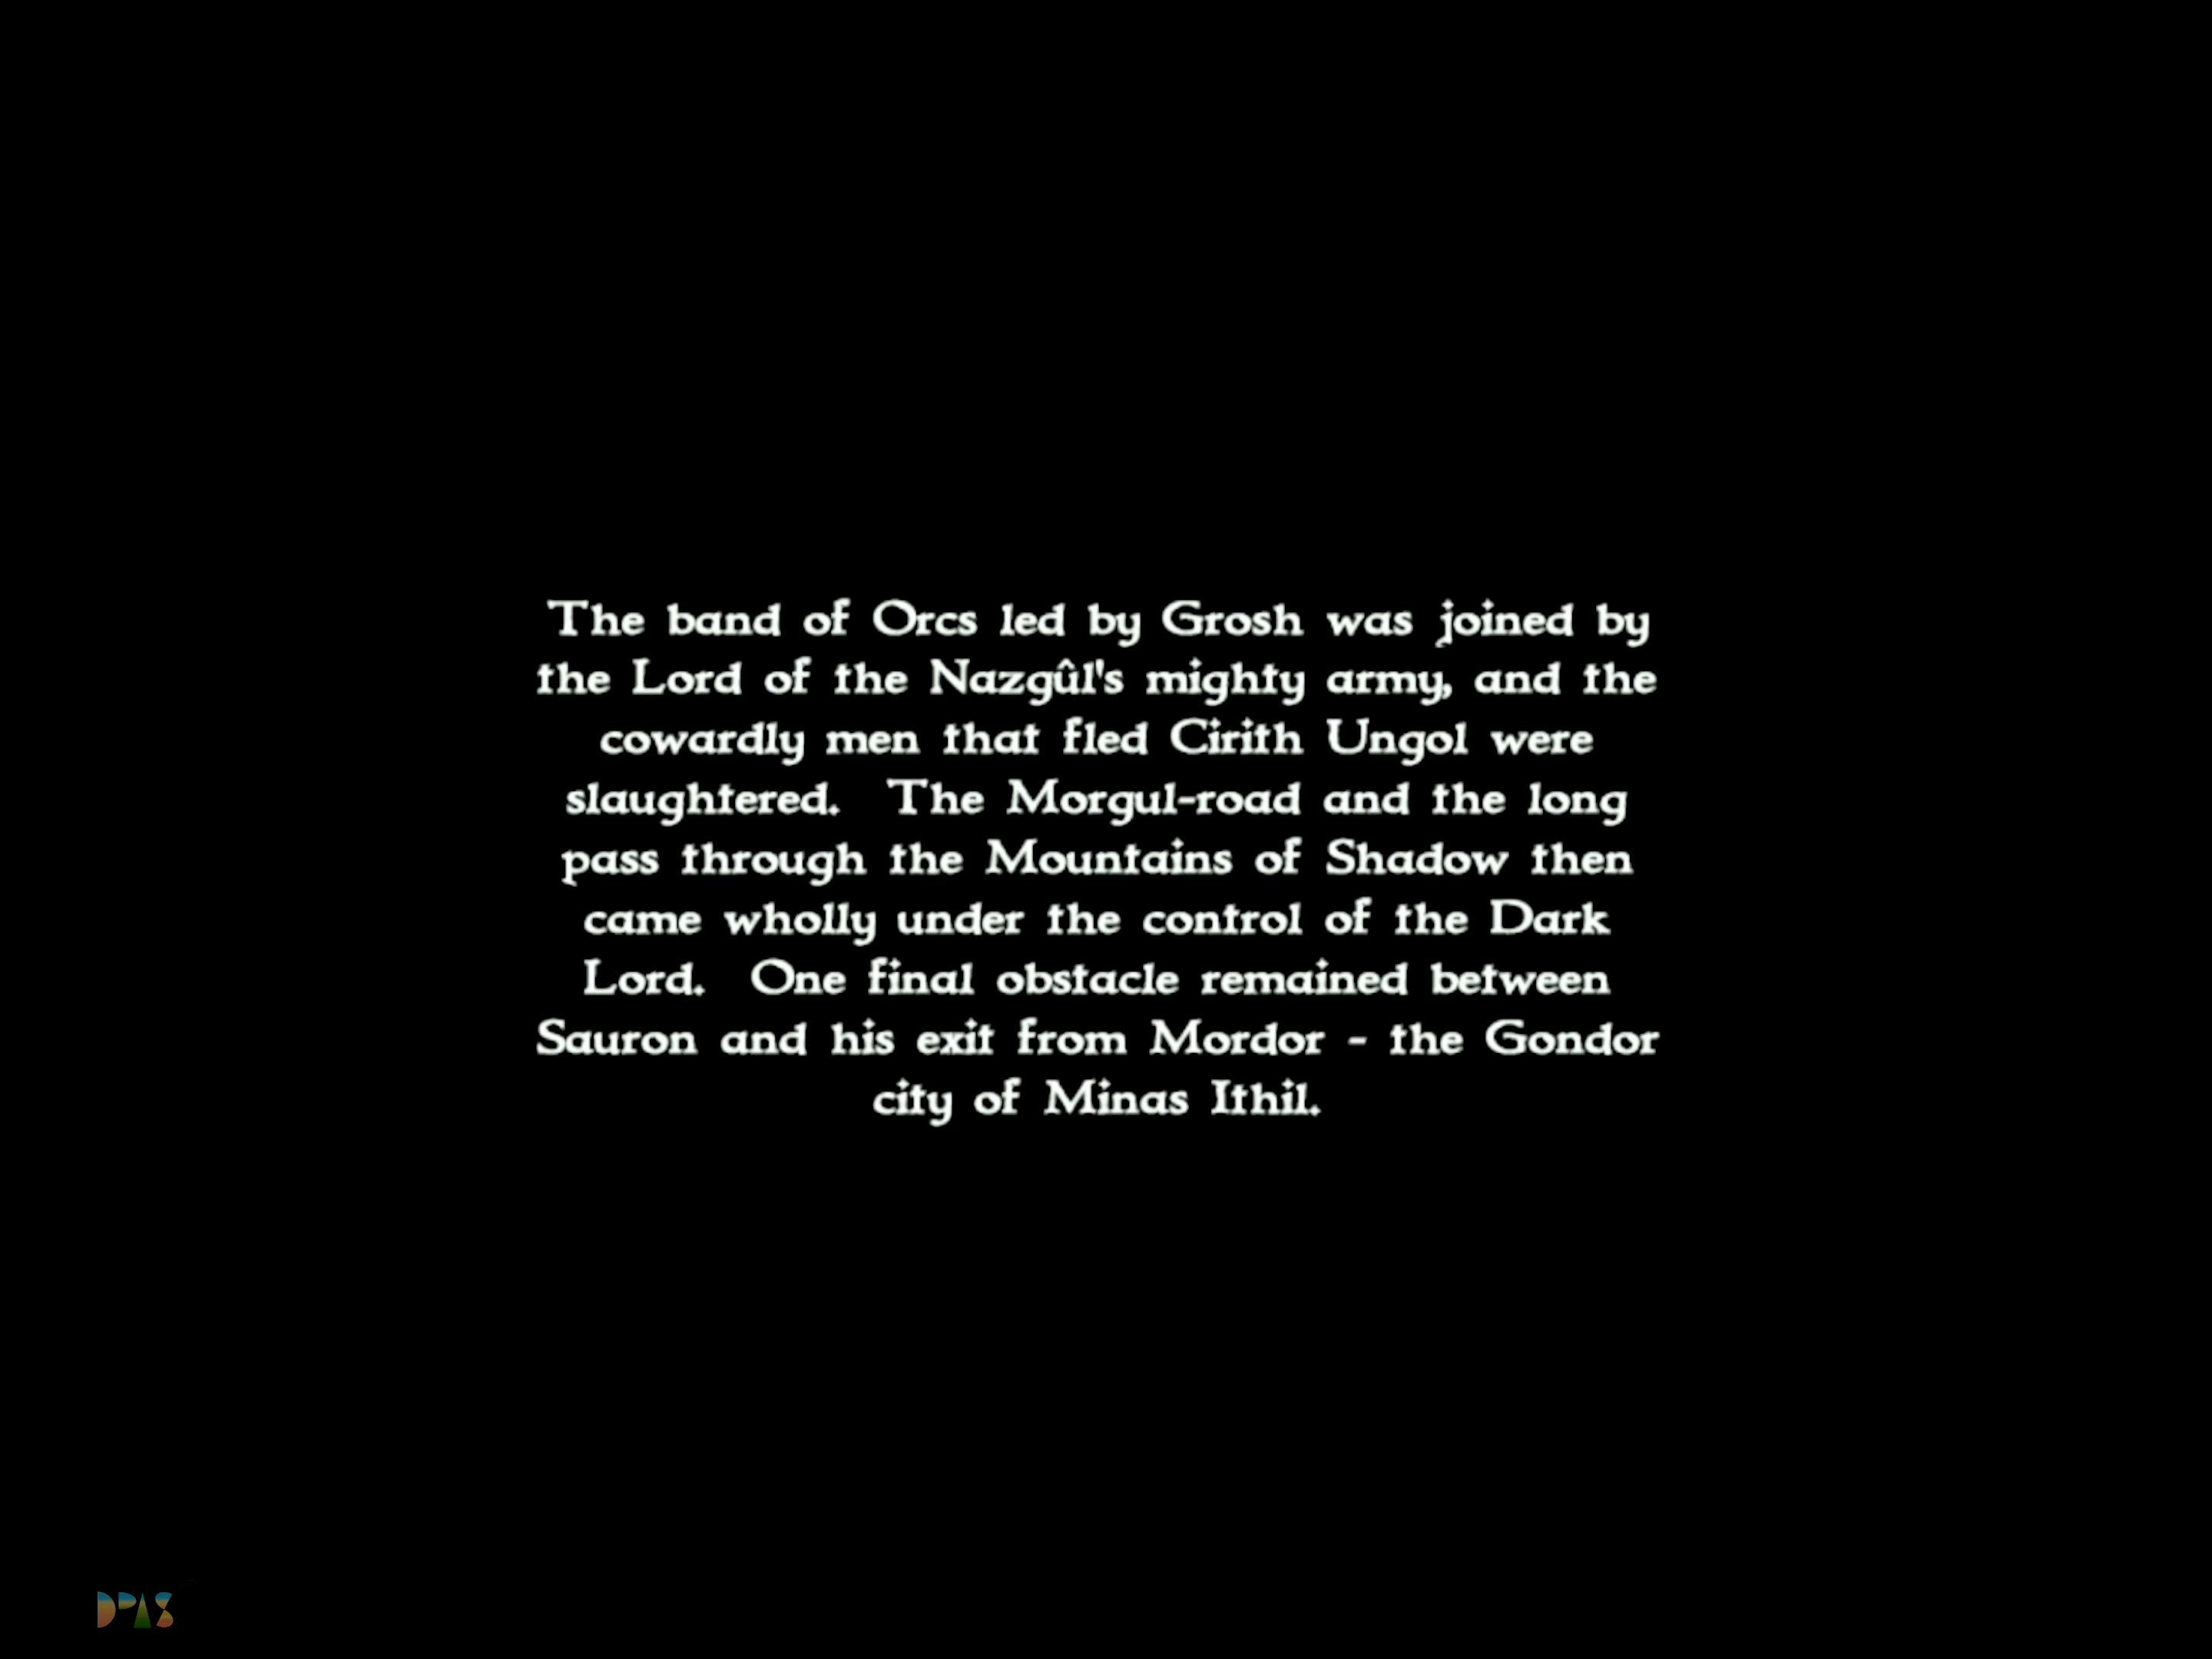 The band of Orcs led by Grosh was joined by
the Lord of the Nazgûl's mighty army, and the
cowardly men that fled Cirith Ungol were
slaughtered.  The Morgul-road and the long
pass through the Mountains of Shadow then
came wholly under the control of the Dark
Lord.  One final obstacle remained between
Sauron and his exit from Mordor - the Gondor
city of Minas Ithil.
DPAS